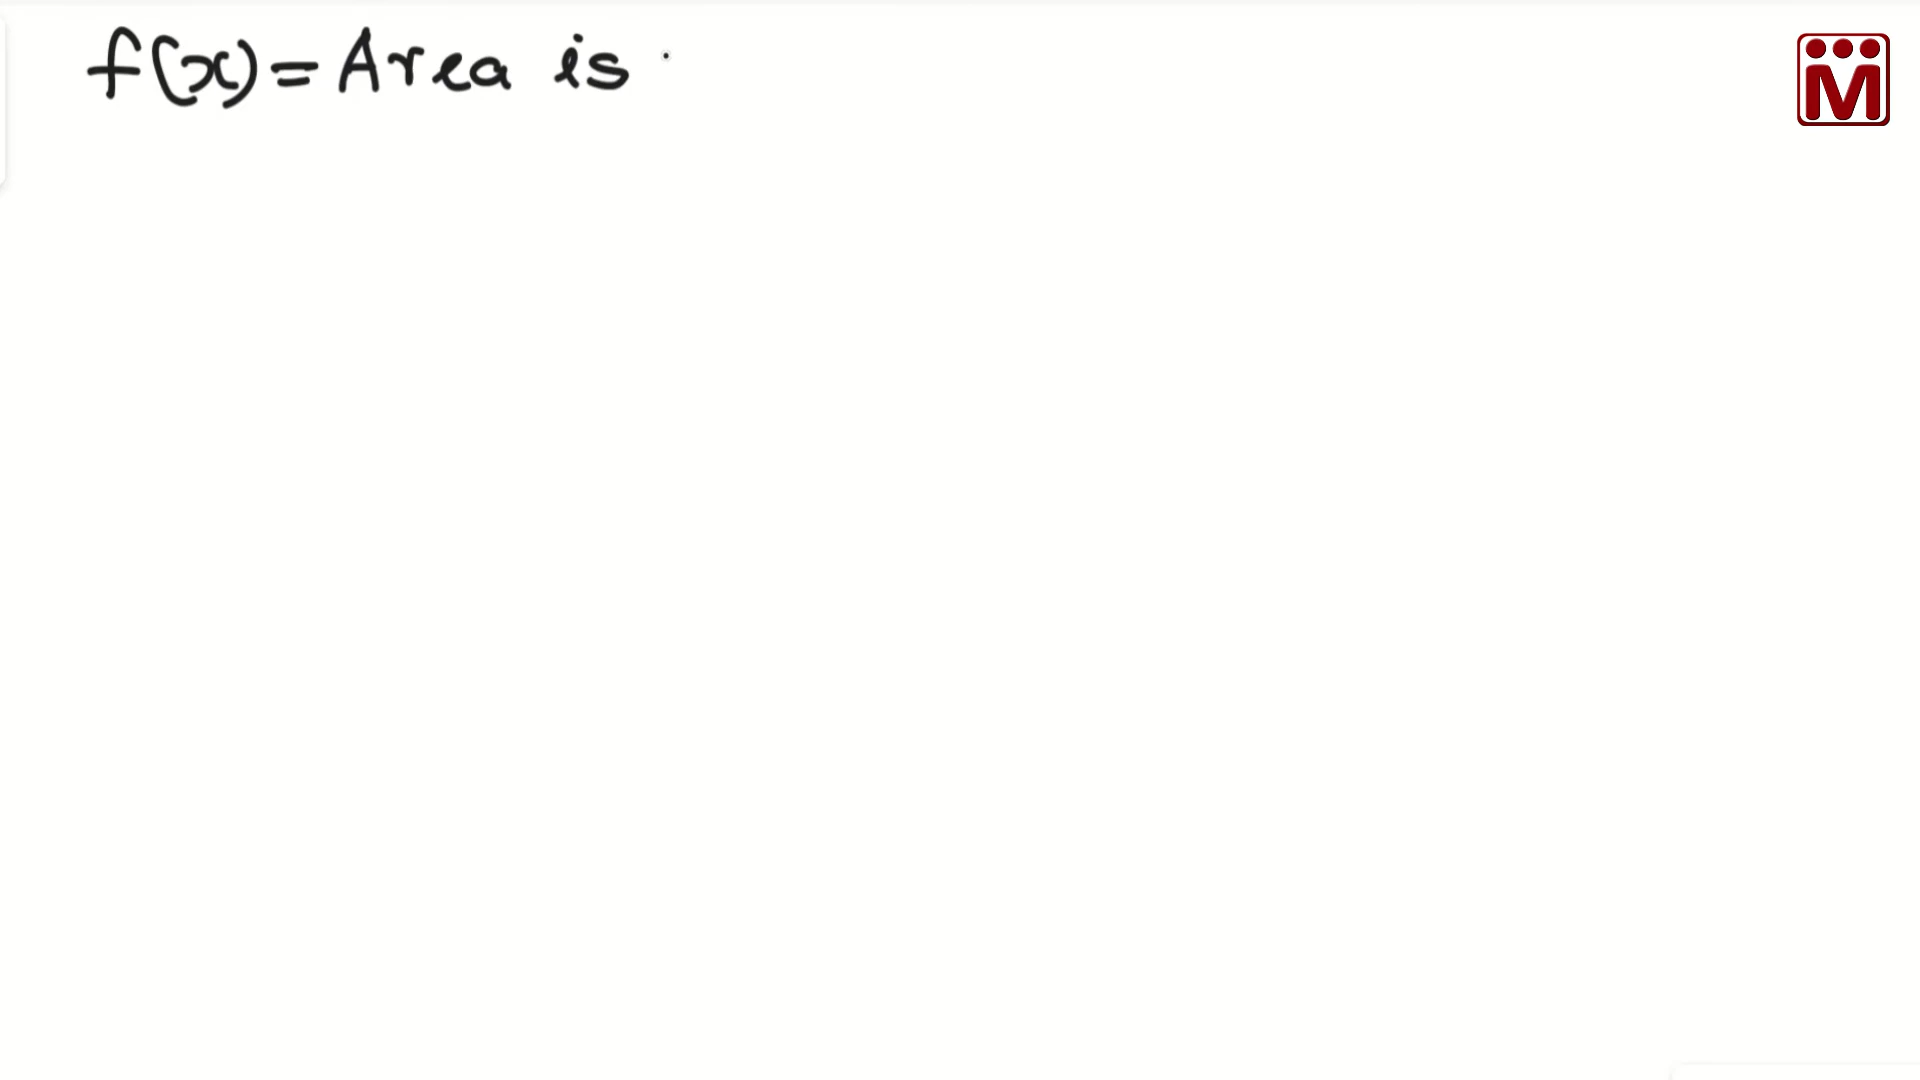 f(x) = Area is
M